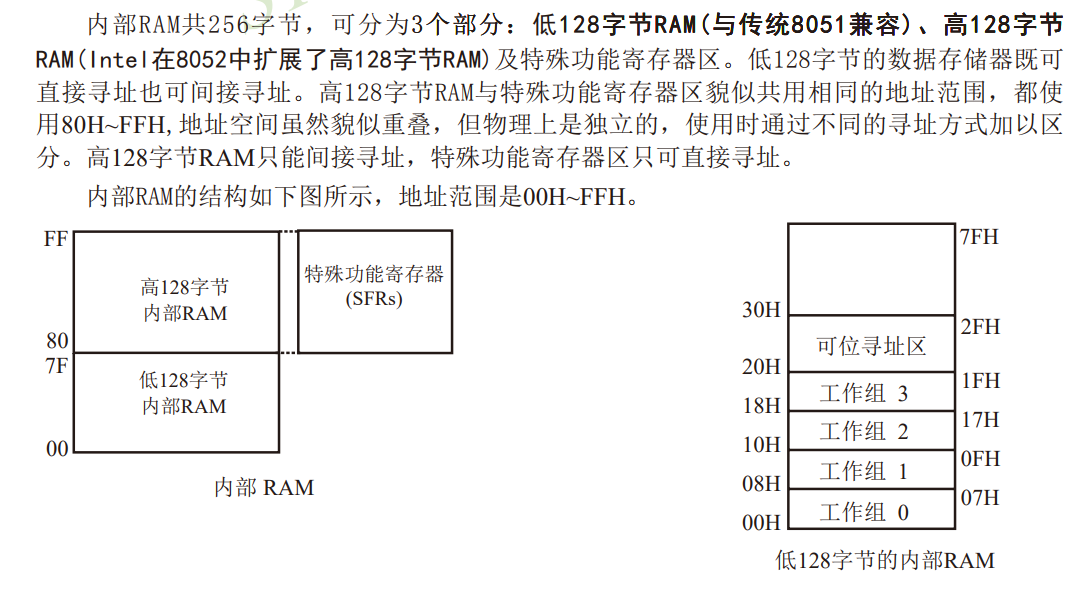 内部RAM共256字节，可分为3个部分：低128字节RAM(与传统8051兼容)、高128字节
RAM(Intel在8052中扩展了高128字节RAM)及特殊功能寄存器区。低128字节的数据存储器既可
直接寻址也可间接寻址。高128字节RAM与特殊功能寄存器区貌似共用相同的地址范围，都使
用80H~FFH,地址空间虽然貌似重叠，但物理上是独立的，使用时通过不同的寻址方式加以区
分。高128字节RAM只能间接寻址，特殊功能寄存器区只可直接寻址。
内部RAM的结构如下图所示，地址范围是00H~FFH。
FF
高128字节
内部RAM
80
7F
低128字节
内部RAM
00
特殊功能寄存器
(SFRs)
内部 RAM
7FH
30H
2FH
可位寻址区
20H
1FH
工作组 3
18H
17H
工作组 2
10H
0FH
工作组 1
08H
07H
工作组 0
00H
低128字节的内部RAM